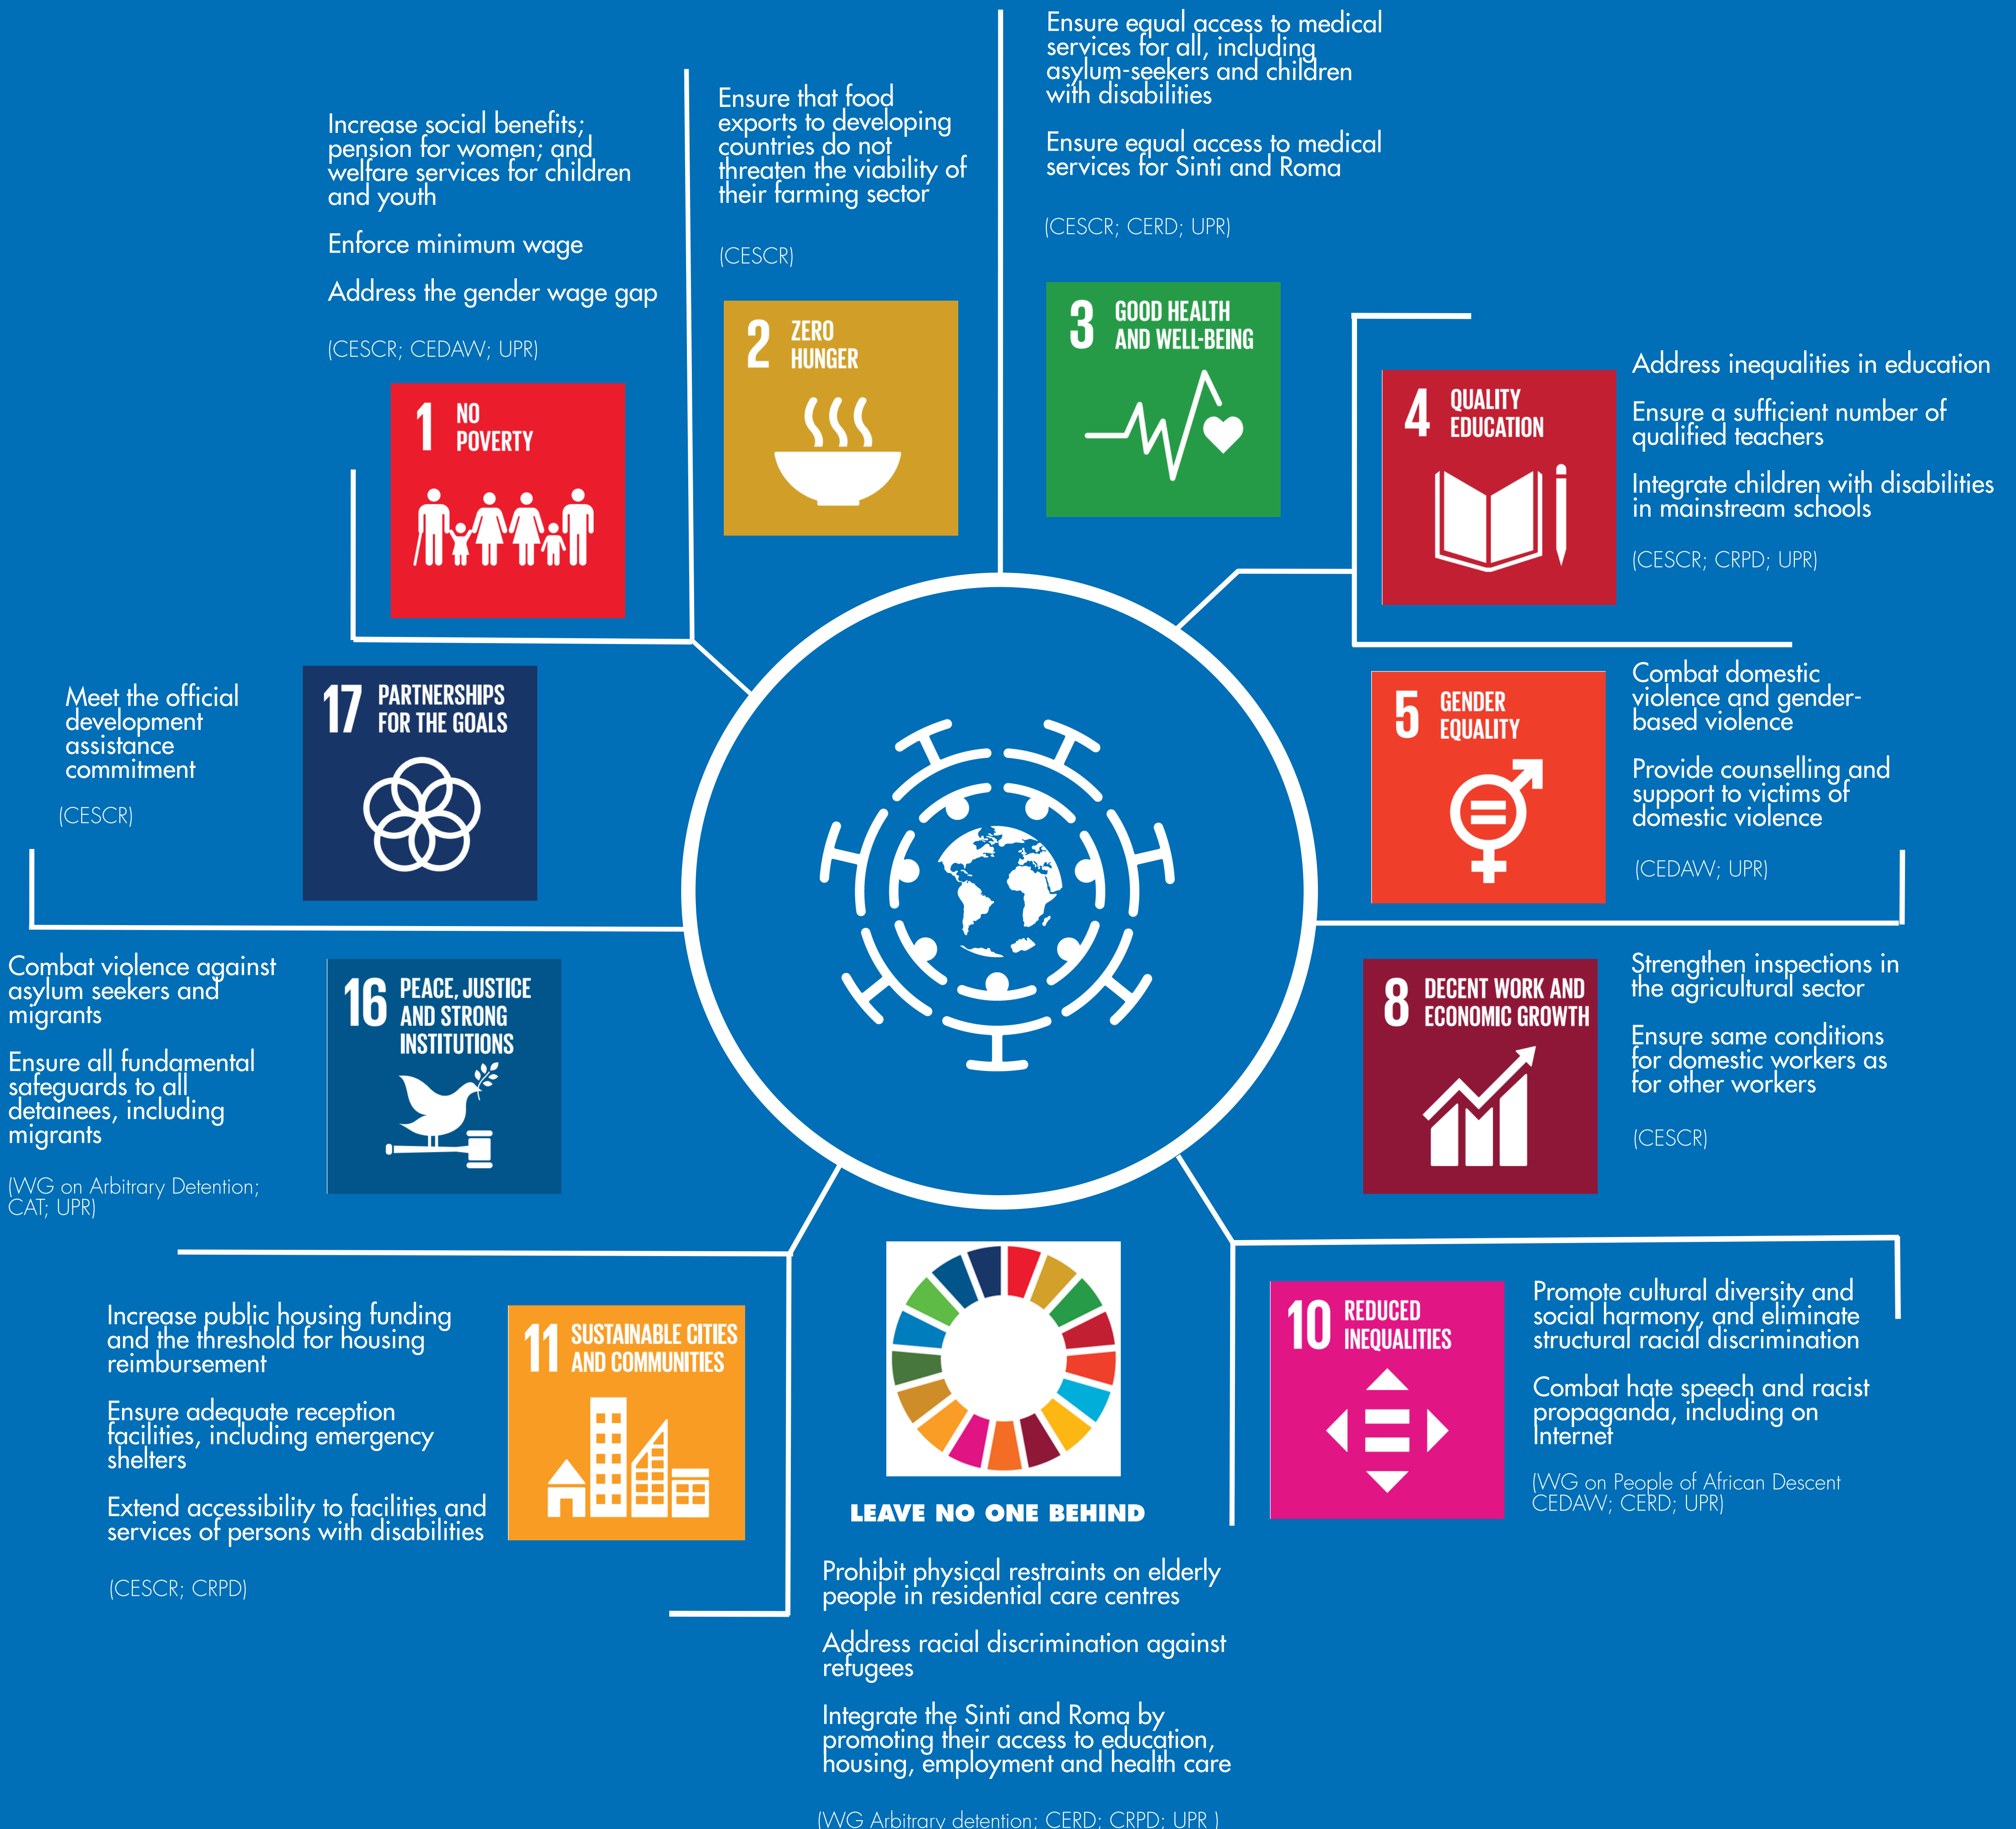 Increase social benefits;
pension for women; and
welfare services for children
and youth
Enforce minimum wage
Address the gender wage gap
(CESCR; CEDAW; UPR)
1 NO
POVERTY
Ensure that food
exports to developing
countries do not
threaten the viability of
their farming sector
(CESCR)
2 ZERO
HUNGER
Ensure equal access to medical
services for all, including
asylum-seekers and children
with disabilities
Ensure equal access to medical
services for Sinti and Roma
(CESCR; CERD; UPR)
3 GOOD HEALTH
AND WELL-BEING
4 QUALITY
EDUCATION
Address inequalities in education
Ensure a sufficient number of
qualified teachers
Integrate children with disabilities
in mainstream schools
(CESCR; CRPD; UPR)
5 GENDER
EQUALITY
Combat domestic
violence and gender-
based violence
Provide counselling and
support to victims of
domestic violence
(CEDAW; UPR)
8 DECENT WORK AND
ECONOMIC GROWTH
Strengthen inspections in
the agricultural sector
Ensure same conditions
for domestic workers as
for other workers
(CESCR)
10 REDUCED
INEQUALITIES
Promote cultural diversity and
social harmony, and eliminate
structural racial discrimination
Combat hate speech and racist
propaganda, including on
Internet
(WG on People of African Descent
CEDAW; CERD; UPR)
LEAVE NO ONE BEHIND
Prohibit physical restraints on elderly
people in residential care centres
Address racial discrimination against
refugees
Integrate the Sinti and Roma by
promoting their access to education,
housing, employment and health care
(WG Arbitrary detention; CERD; CRPD; UPR )
Increase public housing funding
and the threshold for housing
reimbursement
Ensure adequate reception
facilities, including emergency
shelters
Extend accessibility to facilities and
services of persons with disabilities
(CESCR; CRPD)
11 SUSTAINABLE CITIES
AND COMMUNITIES
Combat violence against
asylum seekers and
migrants
Ensure all fundamental
safeguards to all
detainees, including
migrants
(WG on Arbitrary Detention;
CAT; UPR)
16 PEACE, JUSTICE
AND STRONG
INSTITUTIONS
Meet the official
development
assistance
commitment
(CESCR)
17 PARTNERSHIPS
FOR THE GOALS